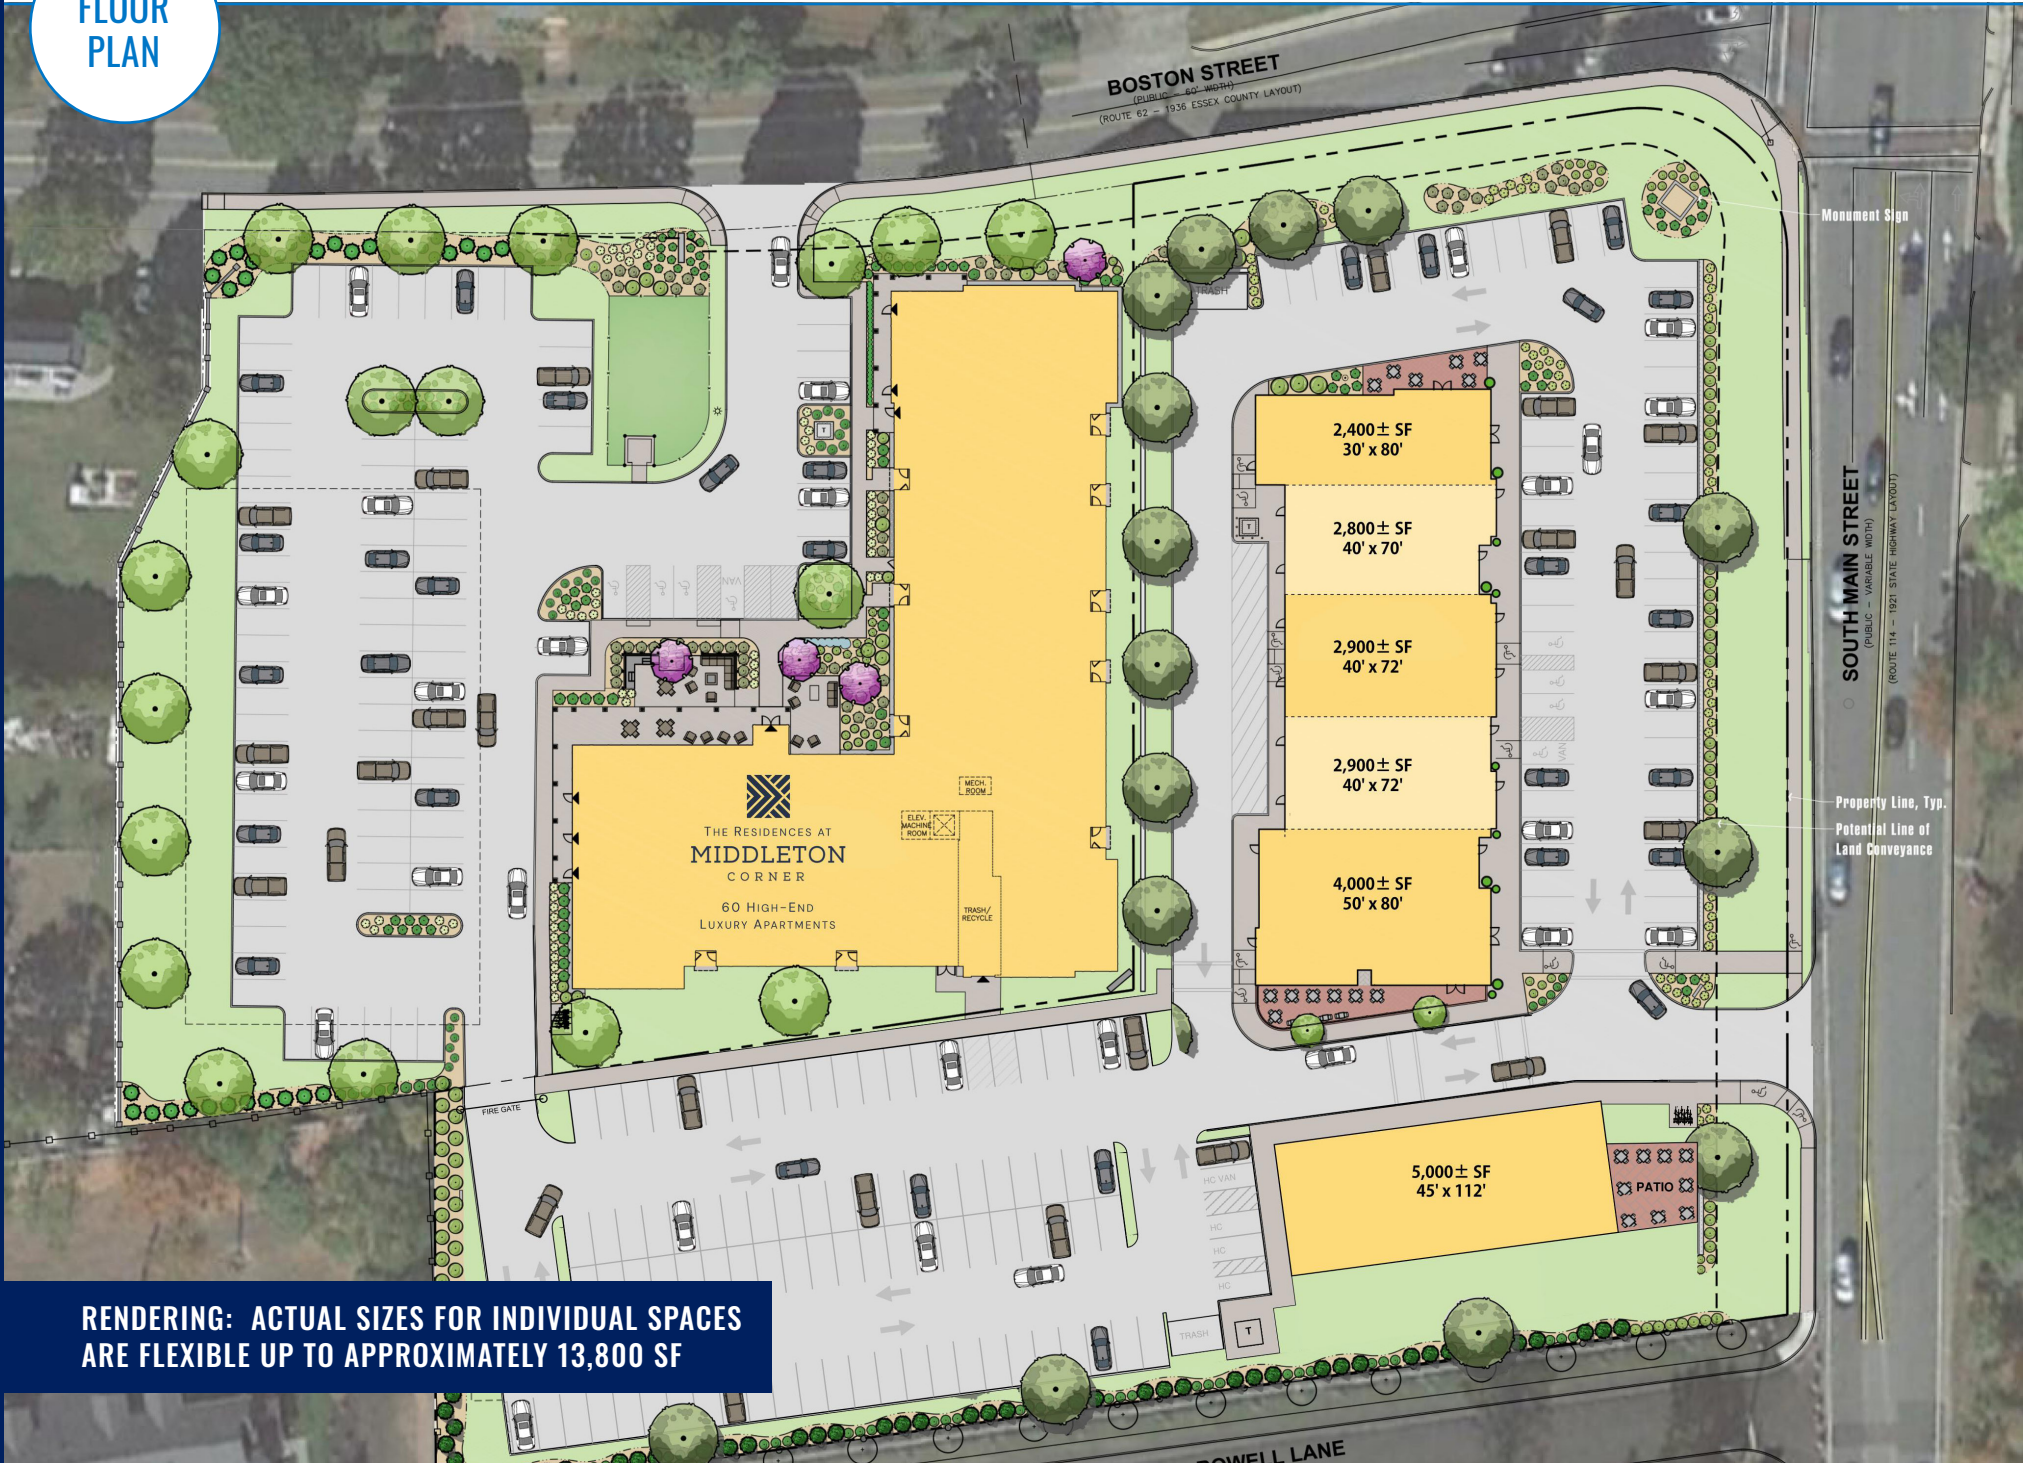 FLOOR
PLAN
BOSTON STREET
(PUBLIC – 60' WIDTH)
(ROUTE 62 – 1936 ESSEX COUNTY LAYOUT)
Monument Sign
TRASH
2,400± SF
30' x 80'
T
T
2,800± SF
40' x 70'
VAN
2,900± SF
40' x 72'
SOUTH MAIN STREET
(PUBLIC – VARIABLE WIDTH)
(ROUTE 114 – 1921 STATE HIGHWAY LAYOUT)
2,900± SF
40' x 72'
VAN
MECH.
ROOM
ELEV.
MACHINE
ROOM
THE RESIDENCES AT
MIDDLETON
CORNER
60 HIGH-END
LUXURY APARTMENTS
TRASH/
RECYCLE
Property Line, Typ.
Potential Line of
Land Conveyance
4,000± SF
50' x 80'
FIRE GATE
5,000± SF
45' x 112'
PATIO
HC VAN
HC
HC
HC
TRASH
T
RENDERING: ACTUAL SIZES FOR INDIVIDUAL SPACES
ARE FLEXIBLE UP TO APPROXIMATELY 13,800 SF
LANE